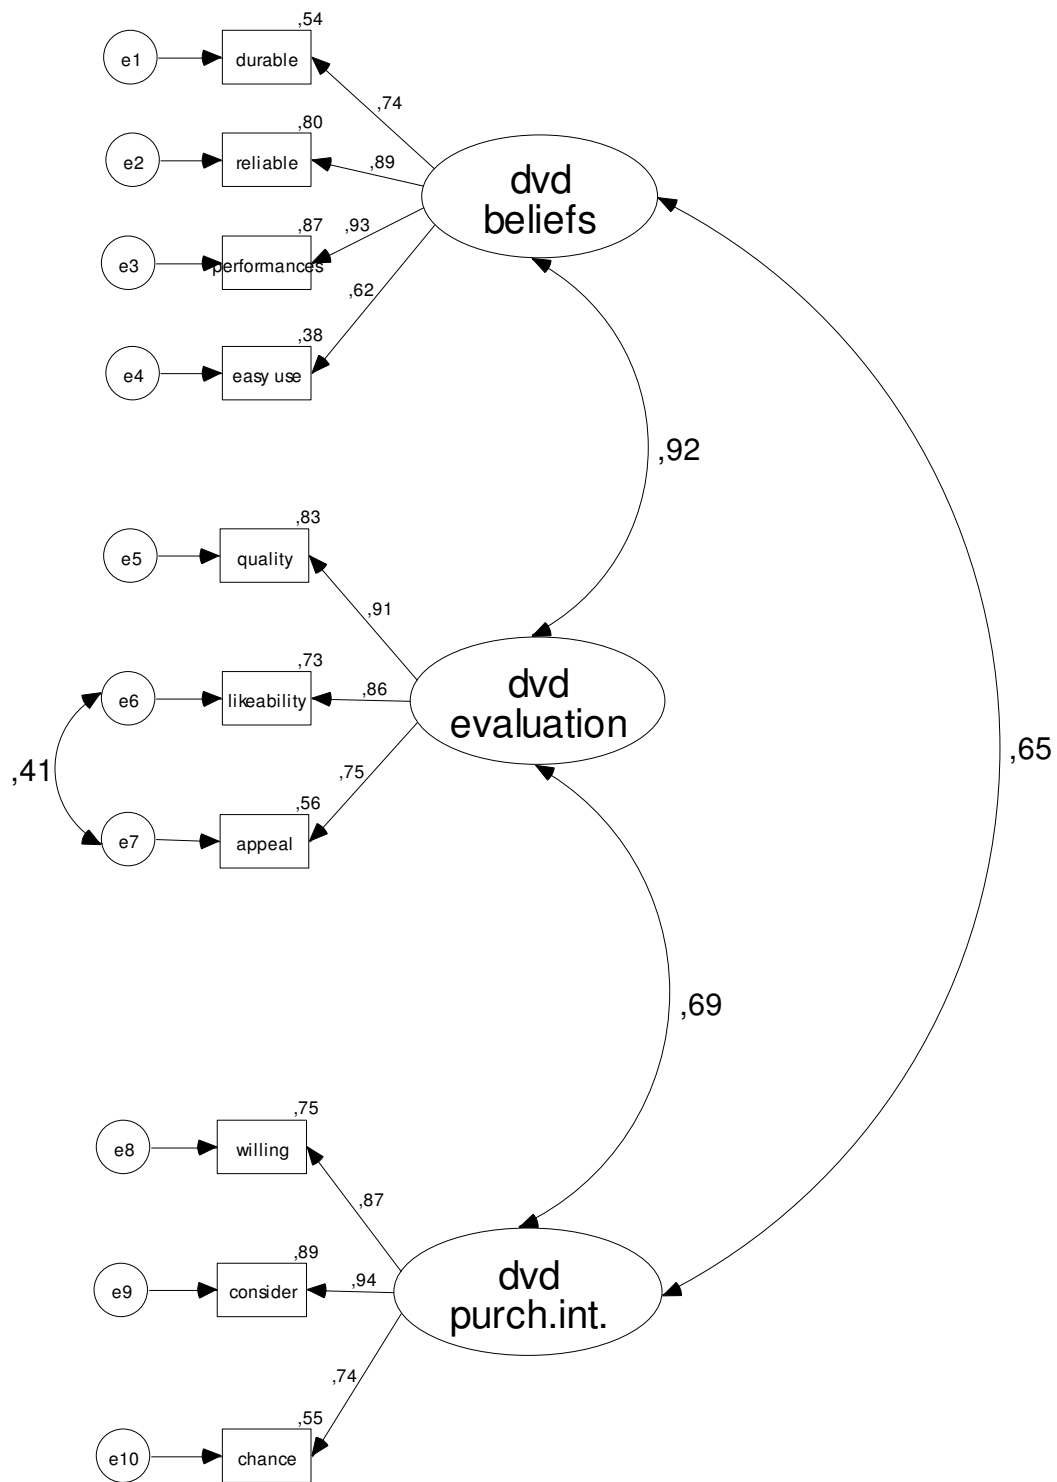 ,54
e1
durable
,74
,80
e2
reliable
,89
dvd
beliefs
,87
,93
e3
performances
,62
,38
e4
easy use
,92
,83
e5
quality
,91
,73
e6
likeability
,86
dvd
evaluation
,41
,75
,65
,56
e7
appeal
,69
,75
e8
willing
,87
,89
e9
consider
,94
dvd
purch.int.
,74
,55
e10
chance